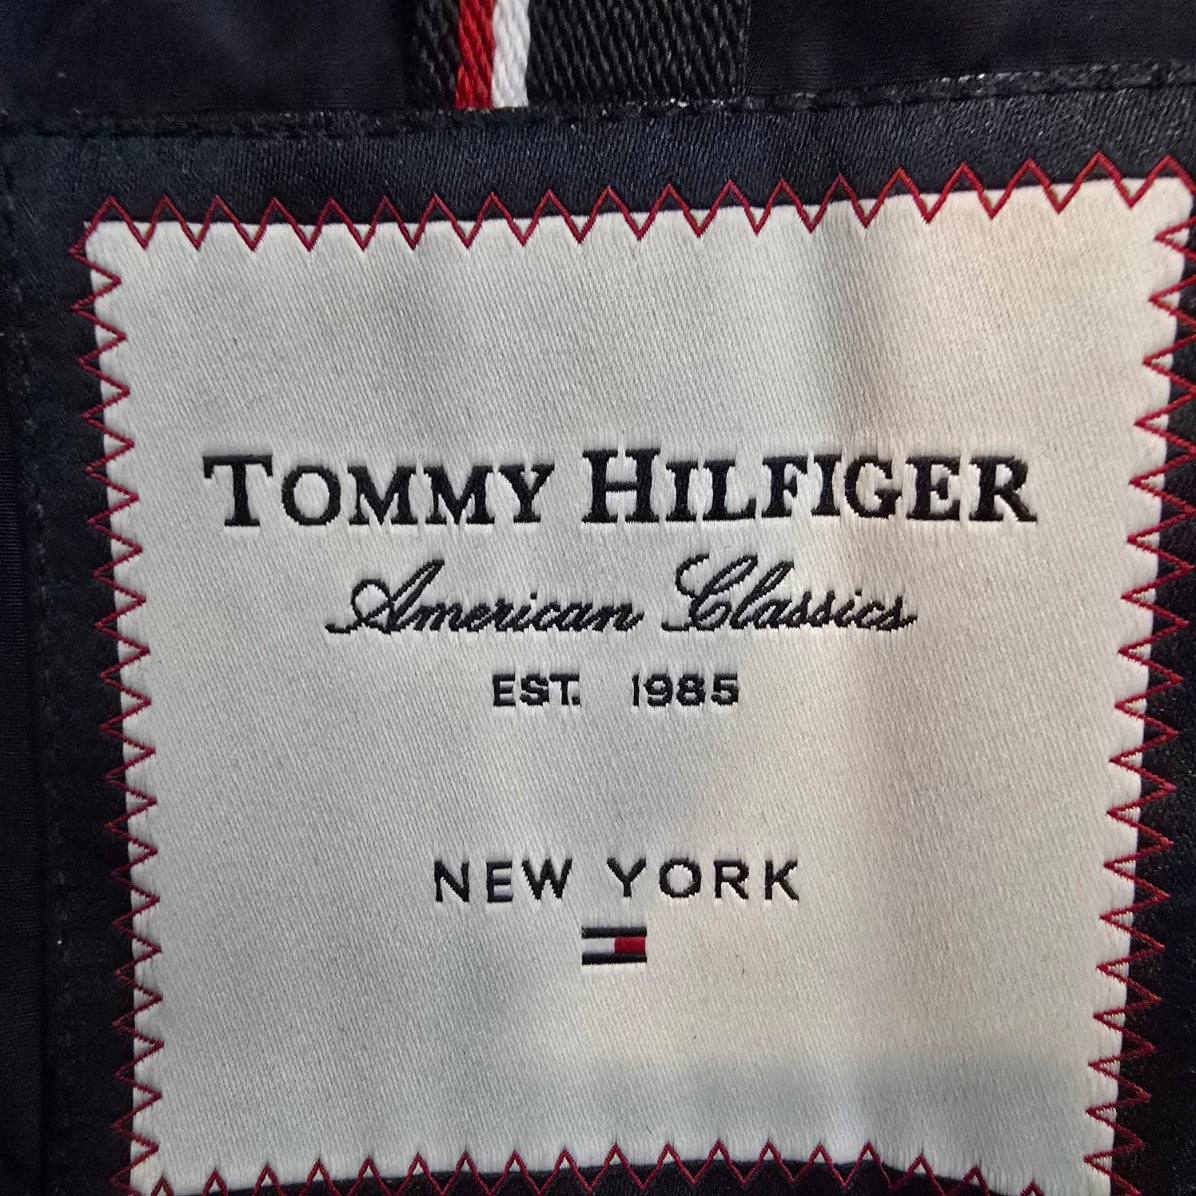 TOMMY HILFIGER
American Classics
EST. 1985
NEW YORK